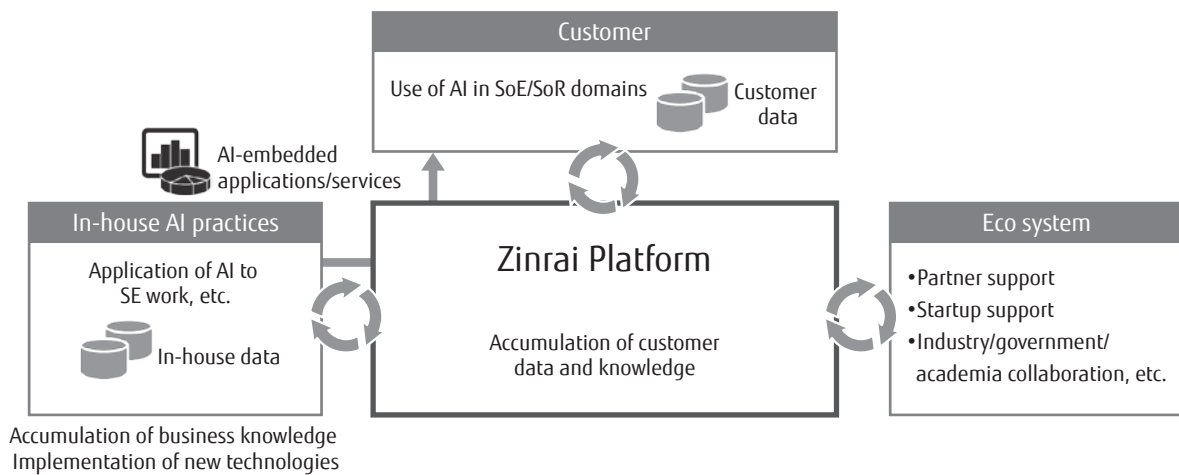 Customer
Use of AI in SoE/SoR domains
Customer
data
AI-embedded
applications/services
In-house AI practices
Application of AI to
SE work, etc.
In-house data
Accumulation of business knowledge
Implementation of new technologies
Zinrai Platform
Accumulation of customer
data and knowledge
Eco system
•Partner support
•Startup support
•Industry/government/
academia collaboration, etc.